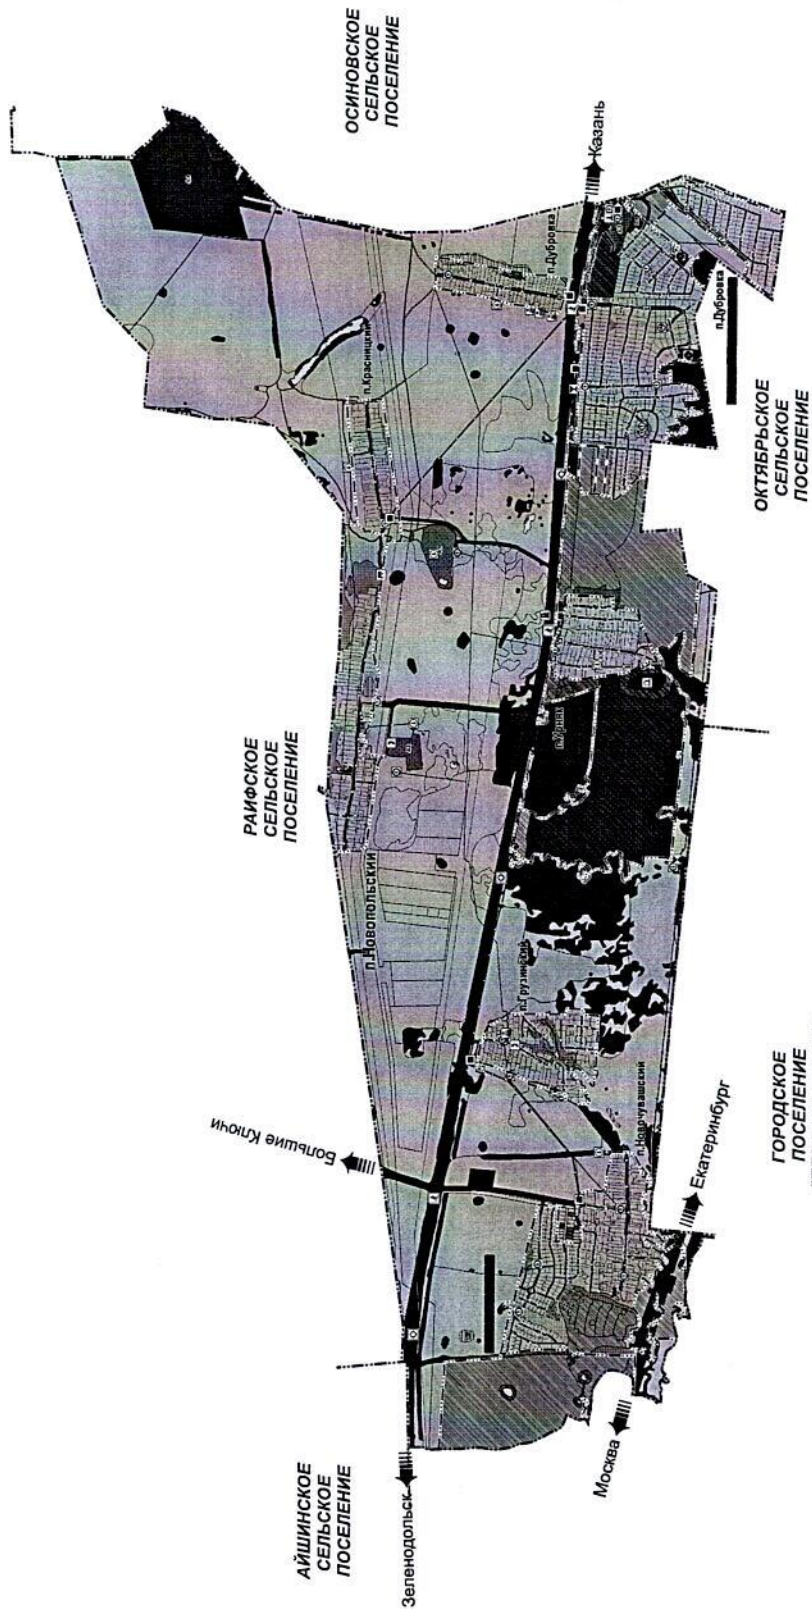 ОСИНОВСКОЕ
СЕЛЬСКОЕ
ПОСЕЛЕНИЕ
Казань
п.Дубровка
п.Дубровка
ОКТЯБРЬСКОЕ
СЕЛЬСКОЕ
ПОСЕЛЕНИЕ
п.Красницкий
РАИФСКОЕ
СЕЛЬСКОЕ
ПОСЕЛЕНИЕ
п.Урняк
п.Новопольский
п.Грузинский
п.Новочувашский
Большие Ключи
Екатеринбург
ГОРОДСКОЕ
ПОСЕЛЕНИЕ
АЙШИНСКОЕ
СЕЛЬСКОЕ
ПОСЕЛЕНИЕ
Зеленодольск
Москва